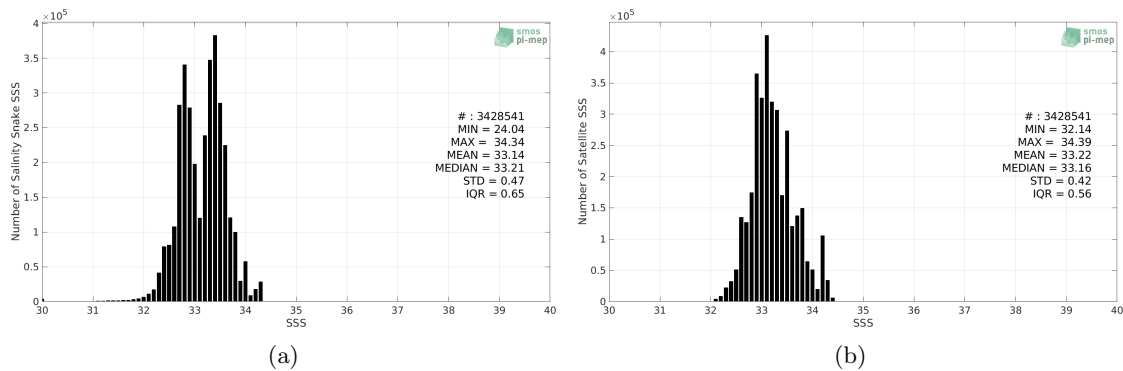 ×10^5
4
3.5
3
2.5
2
1.5
1
0.5
0
Number of Salinity Snake SSS
smos
pi-mep
# : 3428541
MIN = 24.04
MAX = 34.34
MEAN = 33.14
MEDIAN = 33.21
STD = 0.47
IQR = 0.65
30 31 32 33 34 35 36 37 38 39 40
SSS
(a)
×10^5
4
3.5
3
2.5
2
1.5
1
0.5
0
Number of Satellite SSS
smos
pi-mep
# : 3428541
MIN = 32.14
MAX = 34.39
MEAN = 33.22
MEDIAN = 33.16
STD = 0.42
IQR = 0.56
30 31 32 33 34 35 36 37 38 39 40
SSS
(b)